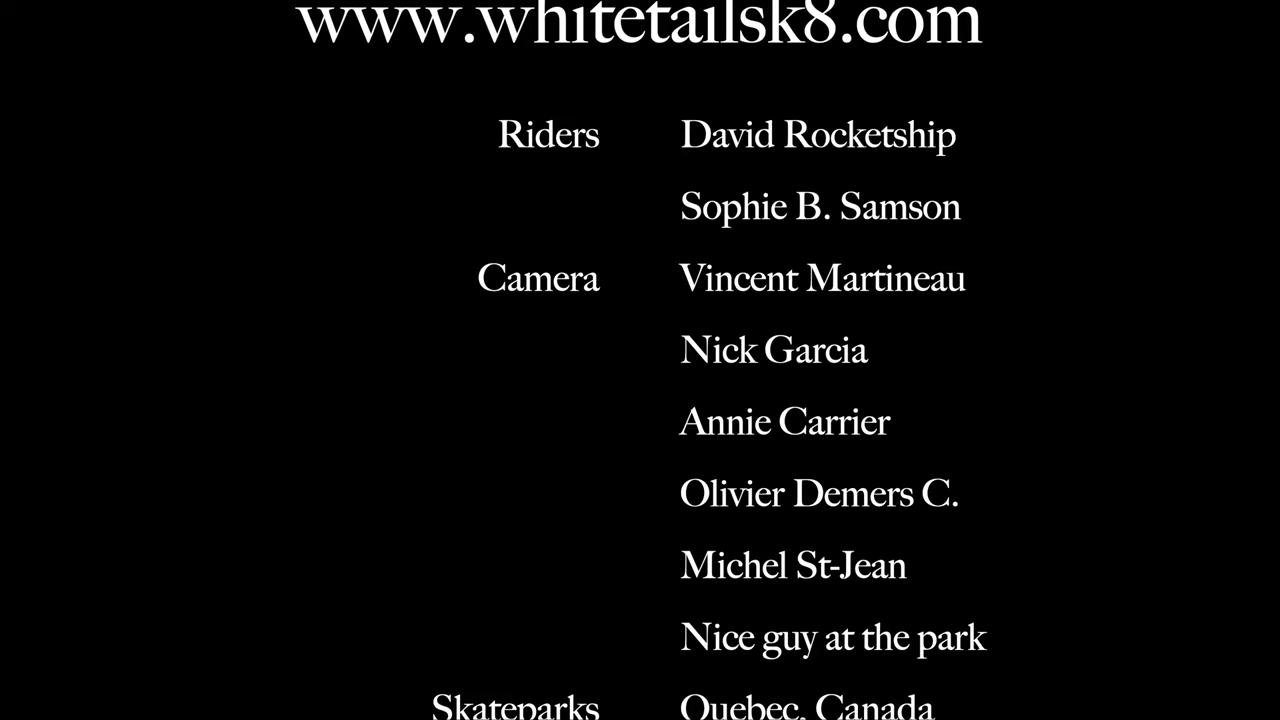 www.whitetailsk8.com
Riders David Rocketship
Sophie B. Samson
Camera Vincent Martineau
Nick Garcia
Annie Carrier
Olivier Demers C.
Michel St-Jean
Nice guy at the park
Skateparks Quebec, Canada